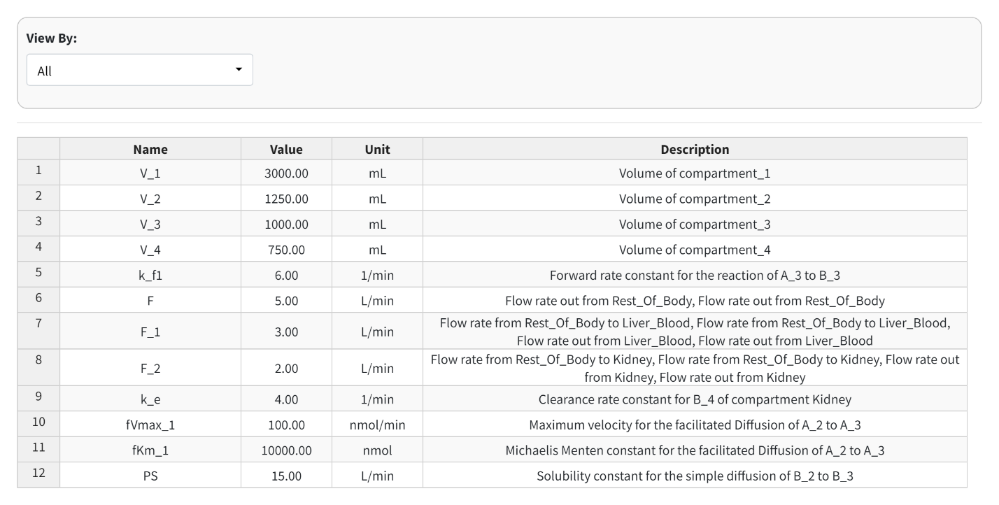 View By:
All
Name Value Unit Description
1 V_1 3000.00 mL Volume of compartment_1
2 V_2 1250.00 mL Volume of compartment_2
3 V_3 1000.00 mL Volume of compartment_3
4 V_4 750.00 mL Volume of compartment_4
5 k_f1 6.00 1/min Forward rate constant for the reaction of A_3 to B_3
6 F 5.00 L/min Flow rate out from Rest_Of_Body, Flow rate out from Rest_Of_Body
7 F_1 3.00 L/min Flow rate from Rest_Of_Body to Liver_Blood, Flow rate from Rest_Of_Body to Liver_Blood,
Flow rate out from Liver_Blood, Flow rate out from Liver_Blood
8 F_2 2.00 L/min Flow rate from Rest_Of_Body to Kidney, Flow rate from Rest_Of_Body to Kidney, Flow rate out
from Kidney, Flow rate out from Kidney
9 k_e 4.00 1/min Clearance rate constant for B_4 of compartment Kidney
10 fVmax_1 100.00 nmol/min Maximum velocity for the facilitated Diffusion of A_2 to A_3
11 fKm_1 10000.00 nmol Michaelis Menten constant for the facilitated Diffusion of A_2 to A_3
12 PS 15.00 L/min Solubility constant for the simple diffusion of B_2 to B_3